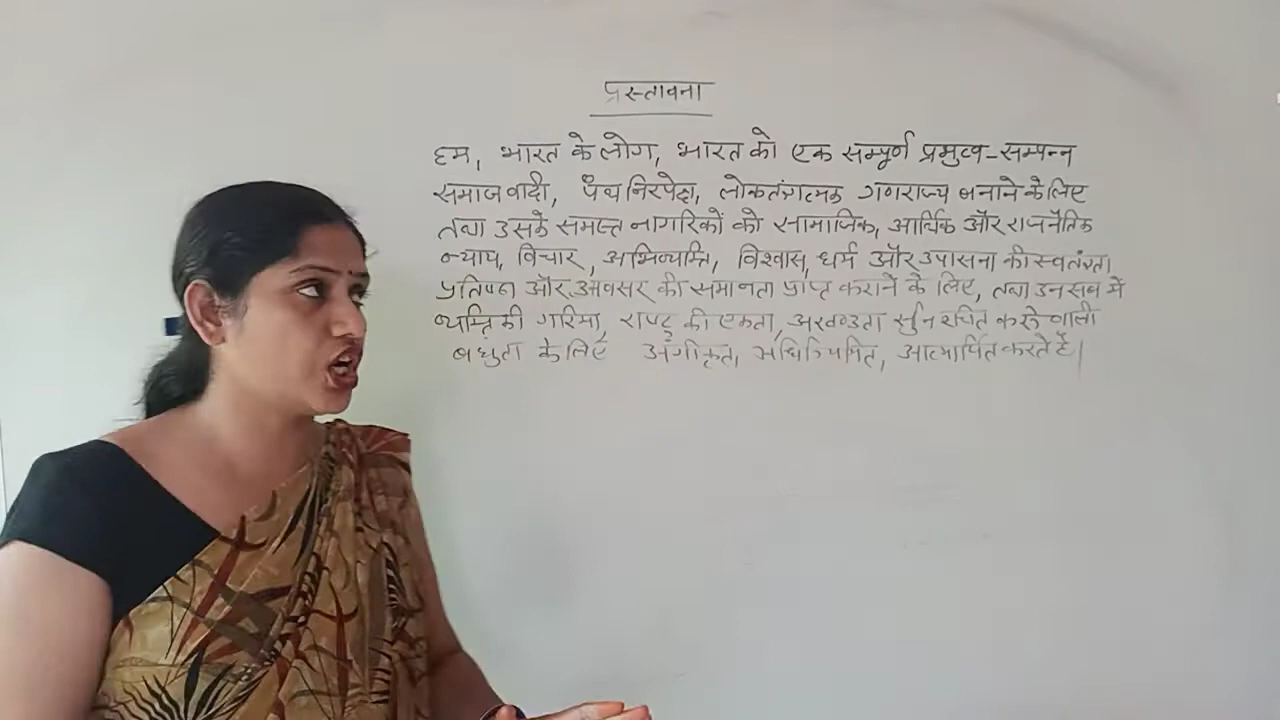 प्रस्तावना
हम, भारत के लोग, भारत को एक सम्पूर्ण प्रमुत्व-सम्पन्न
समाजवादी, पंथ निरपेक्ष, लोकतंत्रात्मक गणराज्य बनाने के लिए
तथा उसके समस्त नागरिकों को सामाजिक, आर्थिक और राजनैतिक
न्याय, विचार, अभिव्यक्ति, विश्वास, धर्म और उपासना की स्वतंत्रता
प्रतिष्ठा और अवसर की समानता प्राप्त कराने के लिए, तथा उन सब में
व्यक्ति की गरिमा, राष्ट्र की एकता, अखण्डता सुनिश्चित करने वाली
बंधुता के लिए अंगीकृत, अधिनियमित, आत्मार्पित करते हैं|